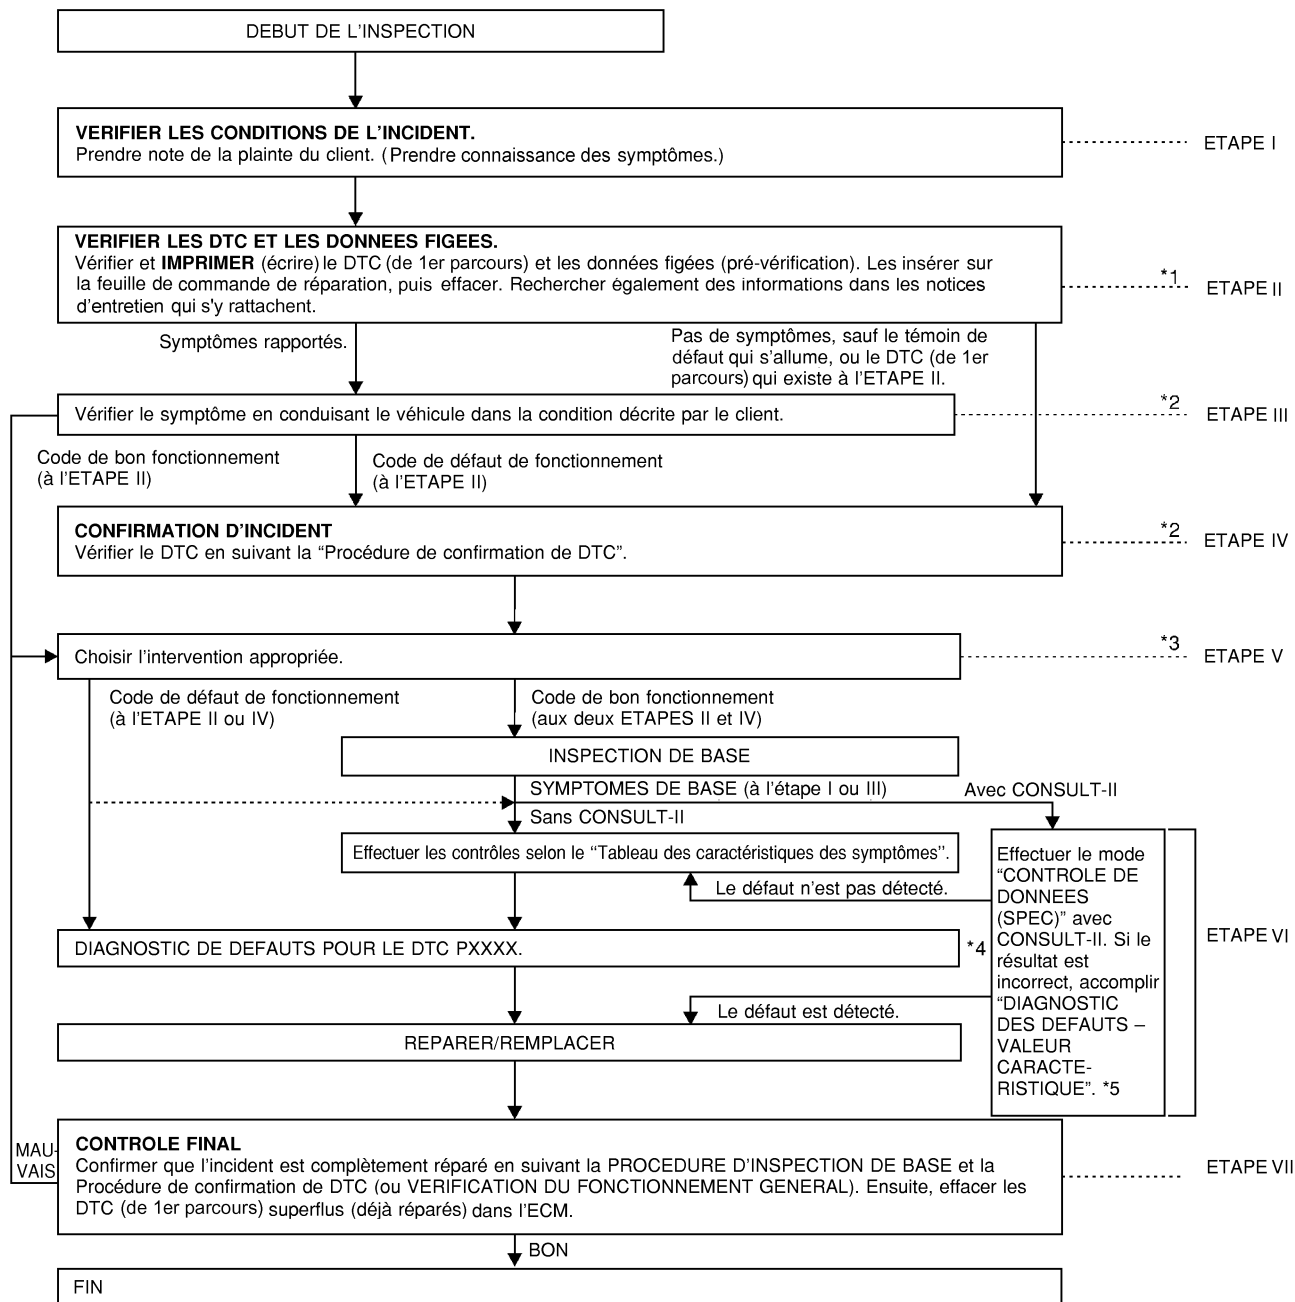 DEBUT DE L'INSPECTION
VERIFIER LES CONDITIONS DE L'INCIDENT.
Prendre note de la plainte du client. (Prendre connaissance des symptômes.)
ETAPE I
VERIFIER LES DTC ET LES DONNEES FIGEES.
Vérifier et IMPRIMER (écrire) le DTC (de 1er parcours) et les données figées (pré-vérification). Les insérer sur
la feuille de commande de réparation, puis effacer. Rechercher également des informations dans les notices
d'entretien qui s'y rattachent.
*1
ETAPE II
Symptômes rapportés.
Pas de symptômes, sauf le témoin de
défaut qui s'allume, ou le DTC (de 1er
parcours) qui existe à l'ETAPE II.
Vérifier le symptôme en conduisant le véhicule dans la condition décrite par le client.
*2
ETAPE III
Code de bon fonctionnement
(à l'ETAPE II)
Code de défaut de fonctionnement
(à l'ETAPE II)
CONFIRMATION D'INCIDENT
Vérifier le DTC en suivant la “Procédure de confirmation de DTC”.
*2
ETAPE IV
Choisir l'intervention appropriée.
*3
ETAPE V
Code de défaut de fonctionnement
(à l'ETAPE II ou IV)
Code de bon fonctionnement
(aux deux ETAPES II et IV)
INSPECTION DE BASE
SYMPTOMES DE BASE (à l'étape I ou III)
Avec CONSULT-II
Sans CONSULT-II
Effectuer les contrôles selon le “Tableau des caractéristiques des symptômes”.
Le défaut n'est pas détecté.
Effectuer le mode
“CONTROLE DE
DONNEES
(SPEC)” avec
CONSULT-II. Si le
résultat est
incorrect, accomplir
“DIAGNOSTIC
DES DEFAUTS –
VALEUR
CARACTE-
RISTIQUE”. *5
ETAPE VI
DIAGNOSTIC DE DEFAUTS POUR LE DTC PXXXX.
*4
Le défaut est détecté.
REPARER/REMPLACER
MAU-
VAIS
CONTROLE FINAL
Confirmer que l'incident est complètement réparé en suivant la PROCEDURE D'INSPECTION DE BASE et la
Procédure de confirmation de DTC (ou VERIFICATION DU FONCTIONNEMENT GENERAL). Ensuite, effacer les
DTC (de 1er parcours) superflus (déjà réparés) dans l'ECM.
ETAPE VII
BON
FIN